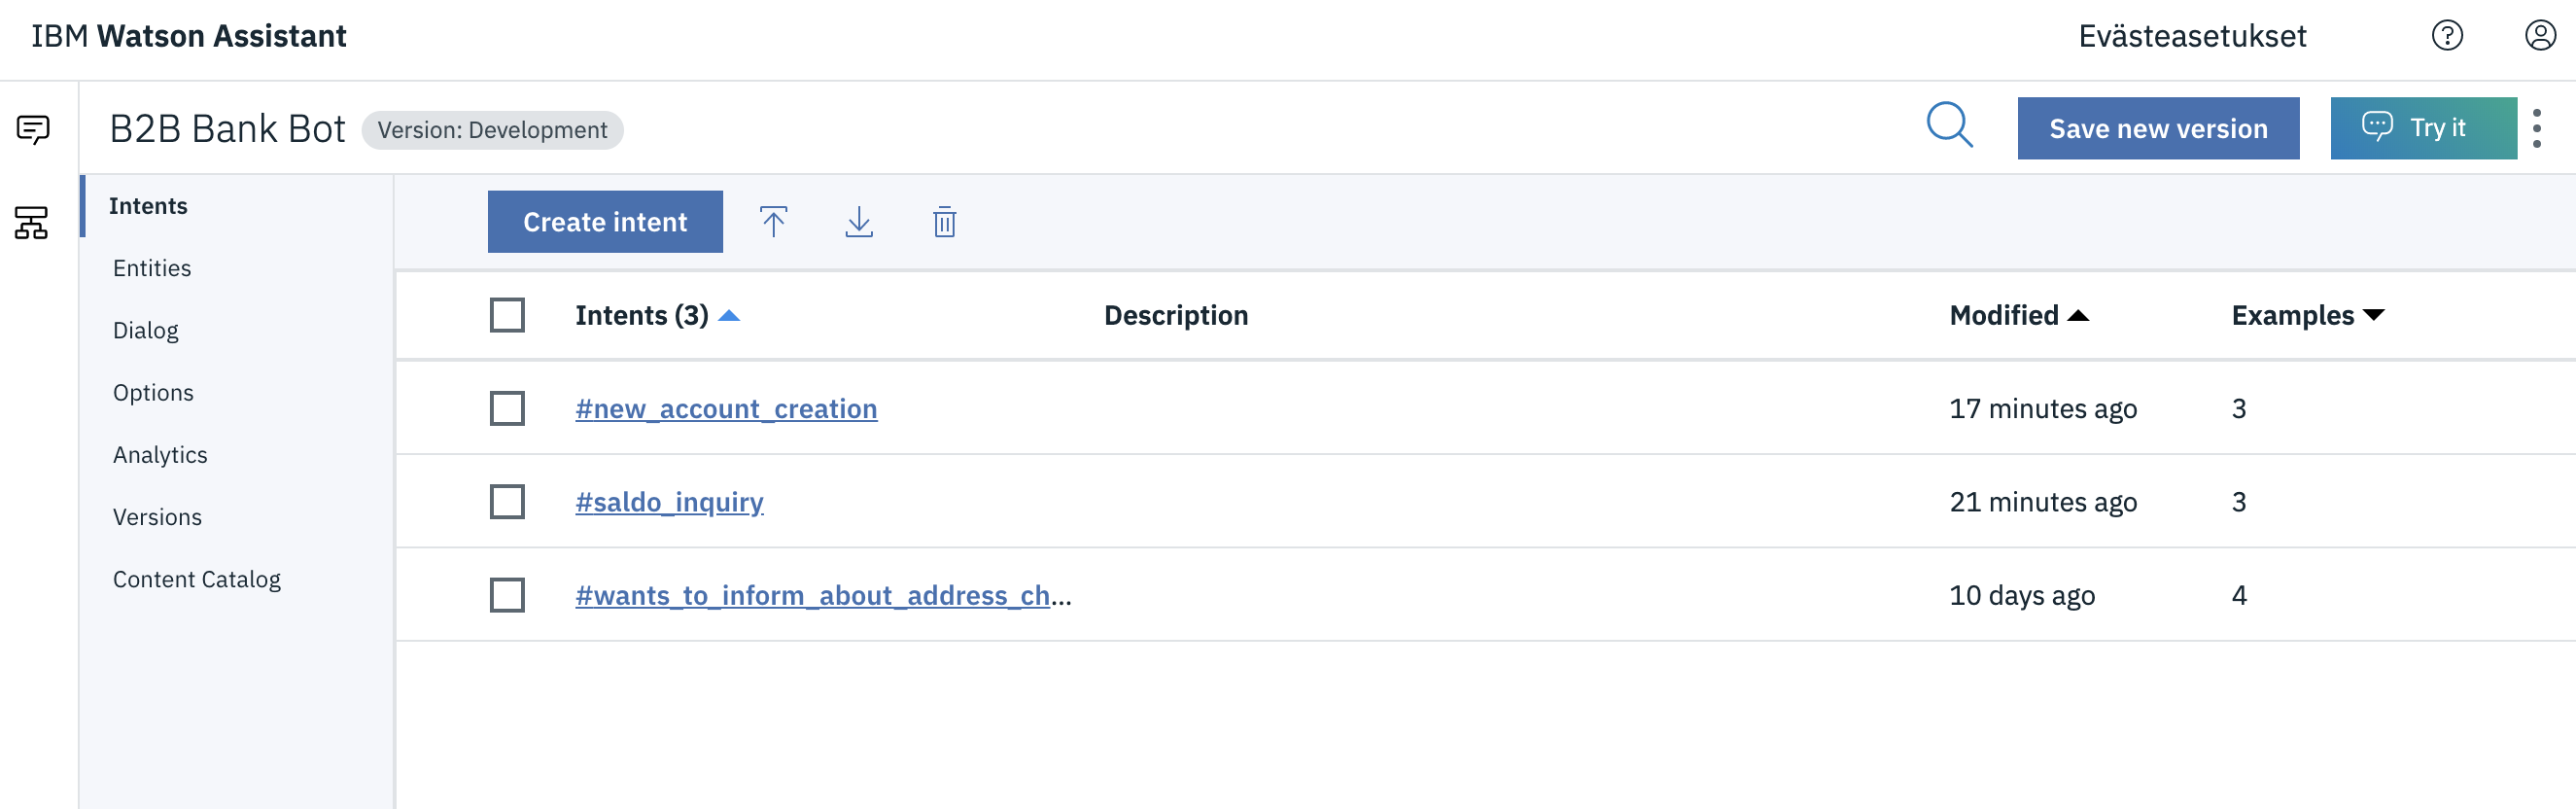 IBM Watson Assistant Evästeasetukset
B2B Bank Bot Version: Development Save new version Try it
Intents
Entities
Dialog
Options
Analytics
Versions
Content Catalog
Create intent
Intents (3) Description Modified Examples
#new_account_creation 17 minutes ago 3
#saldo_inquiry 21 minutes ago 3
#wants_to_inform_about_address_ch... 10 days ago 4